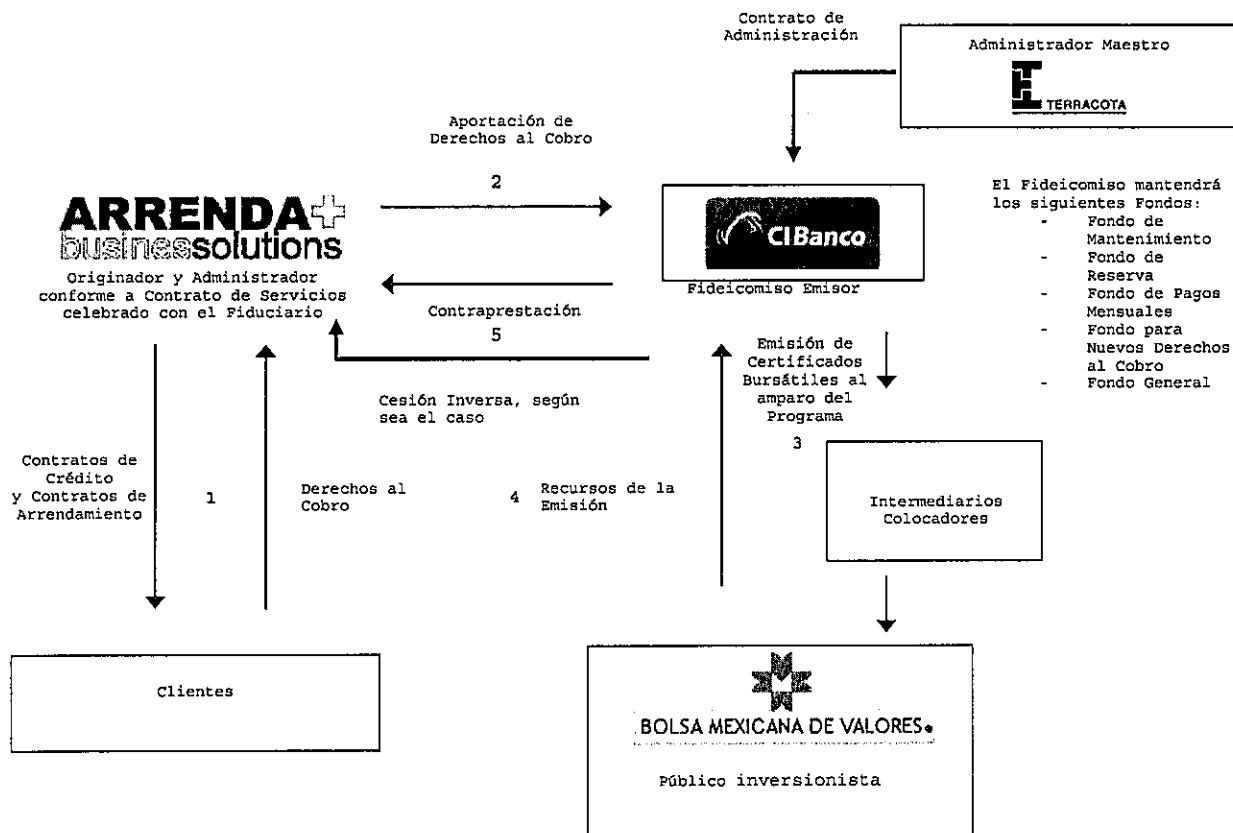 Contrato de
Administración
Administrador Maestro
TERRACOTA
Aportación de
Derechos al Cobro
2
ARRENDA+
businessolutions
Originador y Administrador
conforme a Contrato de Servicios
celebrado con el Fiduciario
CIBanco
Fideicomiso Emisor
El Fideicomiso mantendrá
los siguientes Fondos:
- Fondo de
Mantenimiento
- Fondo de
Reserva
- Fondo de Pagos
Mensuales
- Fondo para
Nuevos Derechos
al Cobro
- Fondo General
Contraprestación
5
Cesión Inversa, según
sea el caso
Emisión de
Certificados
Bursátiles al
amparo del
Programa
3
Contratos de
Crédito
y Contratos de
Arrendamiento
1
Derechos al
Cobro
4 Recursos de la
Emisión
Intermediarios
Colocadores
Clientes
BOLSA MEXICANA DE VALORES
Público inversionista